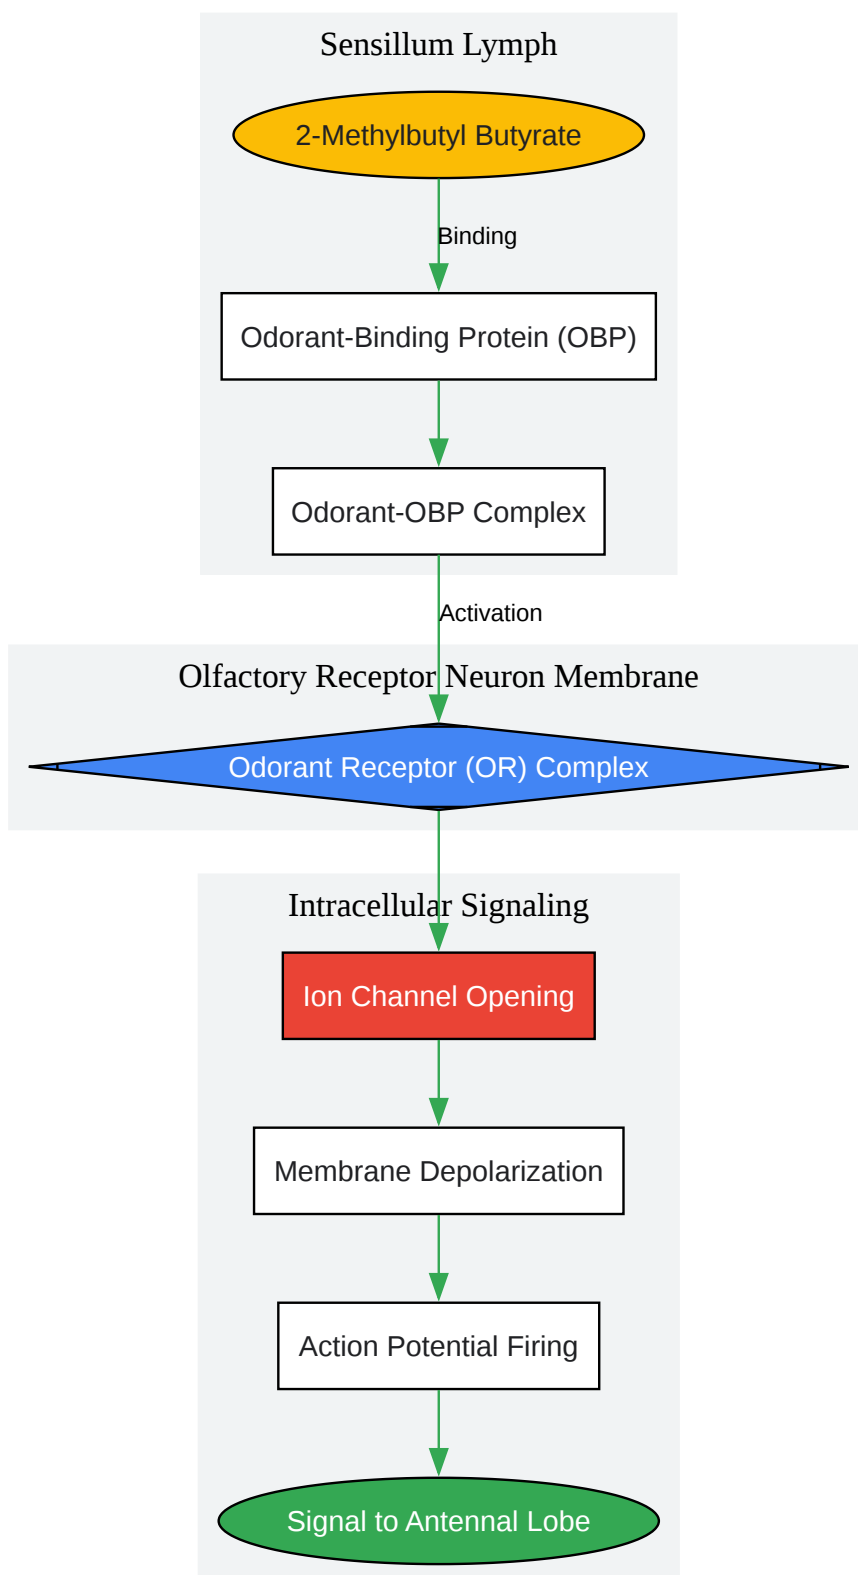 Sensillum Lymph
2-Methylbutyl Butyrate
Binding
Odorant-Binding Protein (OBP)
Odorant-OBP Complex
Activation
Olfactory Receptor Neuron Membrane
Odorant Receptor (OR) Complex
Intracellular Signaling
Ion Channel Opening
Membrane Depolarization
Action Potential Firing
Signal to Antennal Lobe